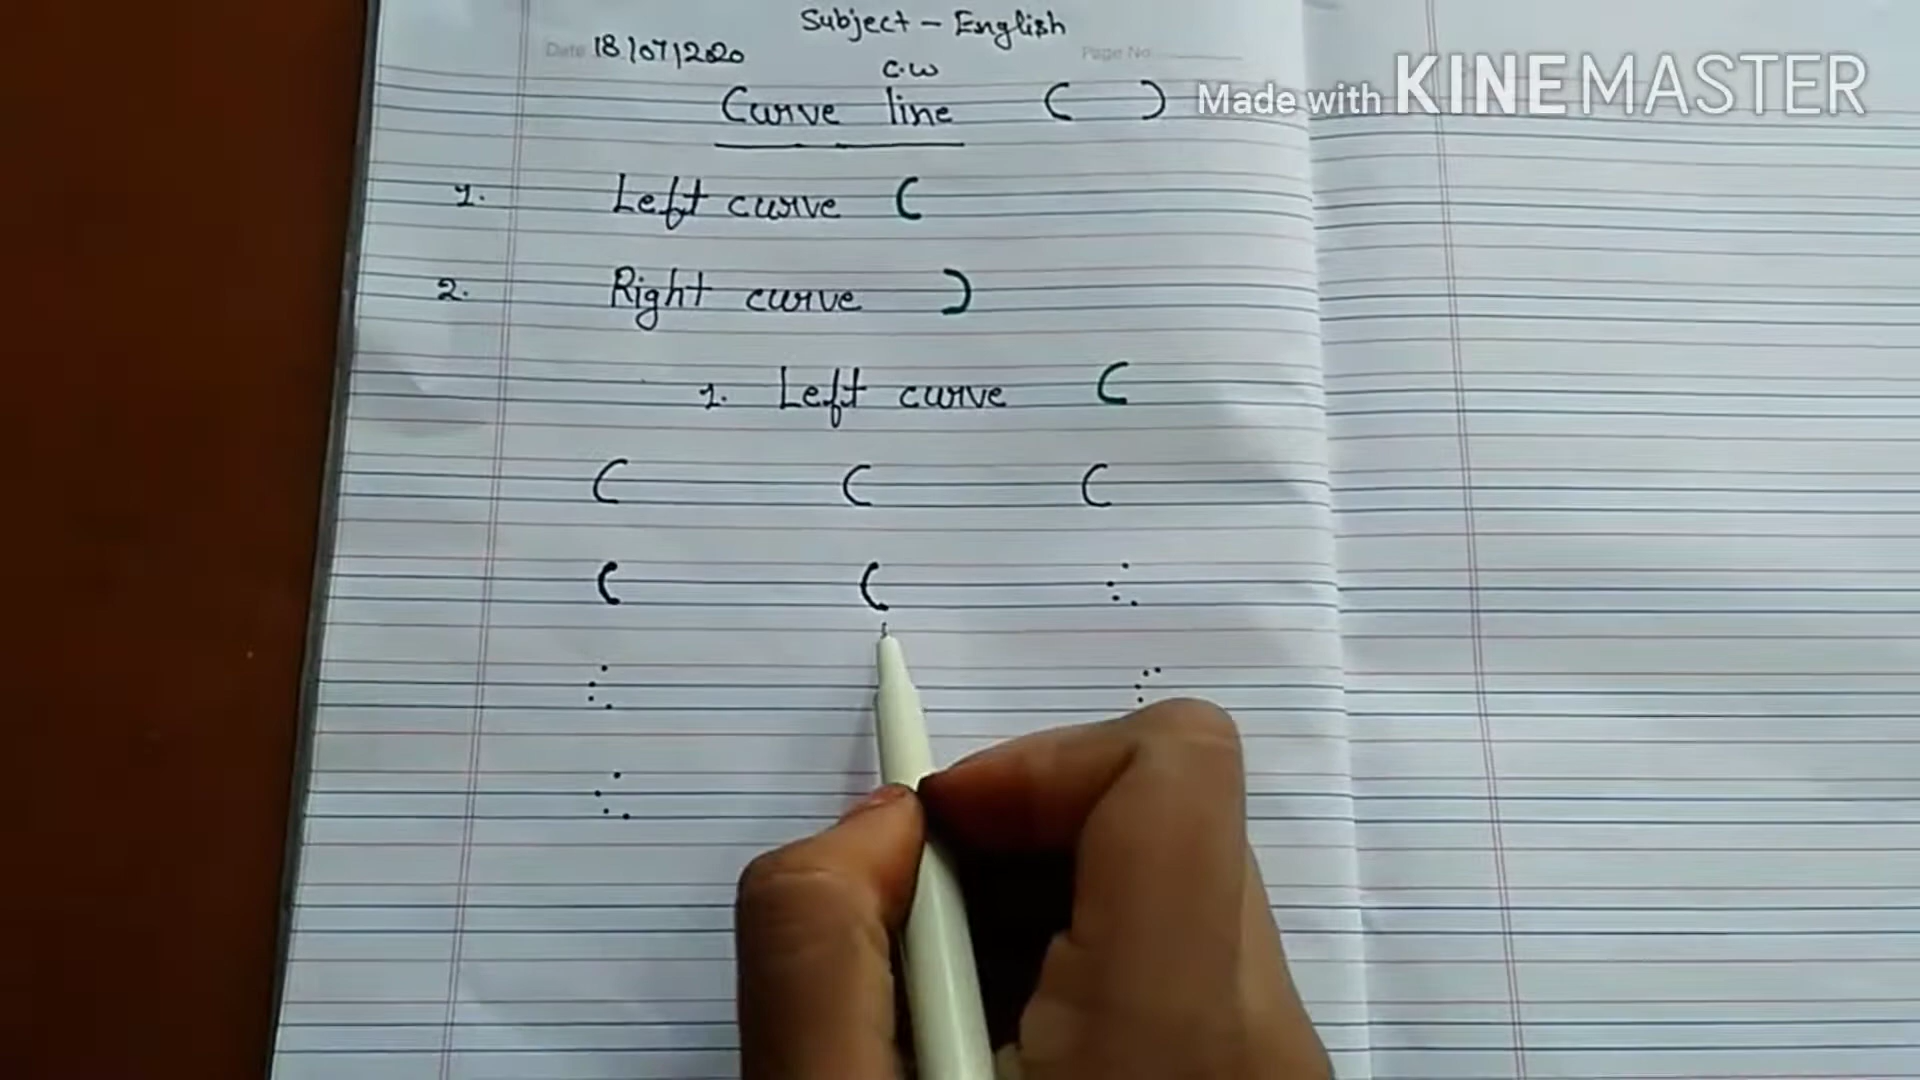 Subject - English
Date 18/07/2020 Page No.
C.W
Curve line ( )
Made with KINEMASTER
1. Left curve (
2. Right curve )
1. Left curve (
( ( (
( (